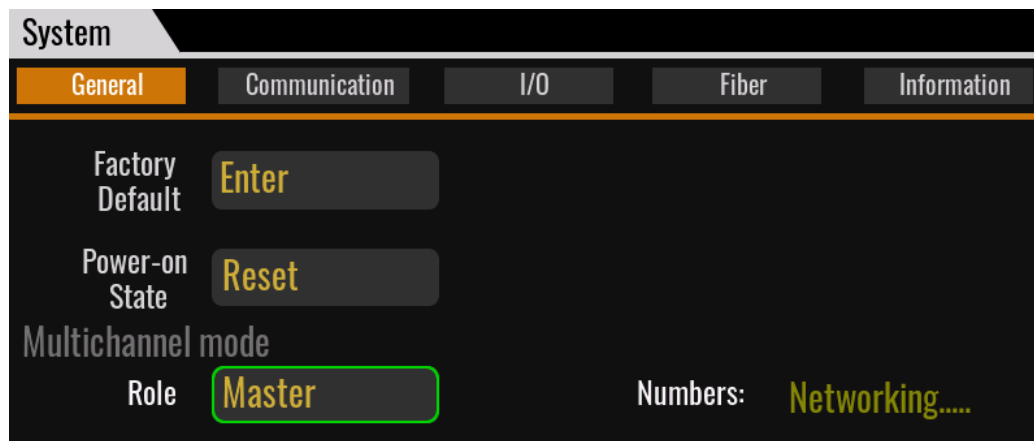 System
General Communication I/O Fiber Information
Factory
Default
Enter
Power-on
State
Reset
Multichannel mode
Role Master Numbers: Networking.....